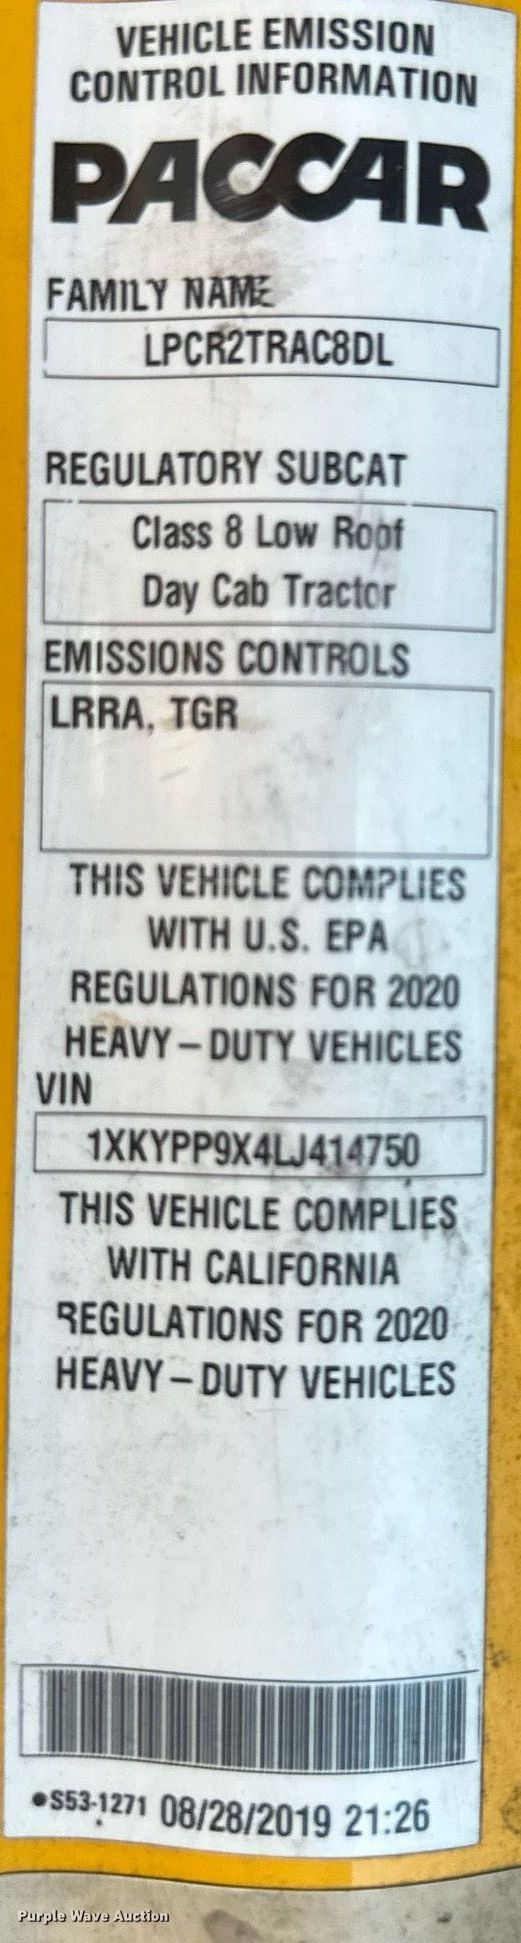 VEHICLE EMISSION
CONTROL INFORMATION
PACCAR
FAMILY NAME
LPCR2TRAC8DL
REGULATORY SUBCAT
Class 8 Low Roof
Day Cab Tractor
EMISSIONS CONTROLS
LRRA, TGR
THIS VEHICLE COMPLIES
WITH U.S. EPA
REGULATIONS FOR 2020
HEAVY-DUTY VEHICLES
VIN
1XKYPP9X4LJ414750
THIS VEHICLE COMPLIES
WITH CALIFORNIA
REGULATIONS FOR 2020
HEAVY-DUTY VEHICLES
•S53-1271 08/28/2019 21:26
Purple Wave Auction